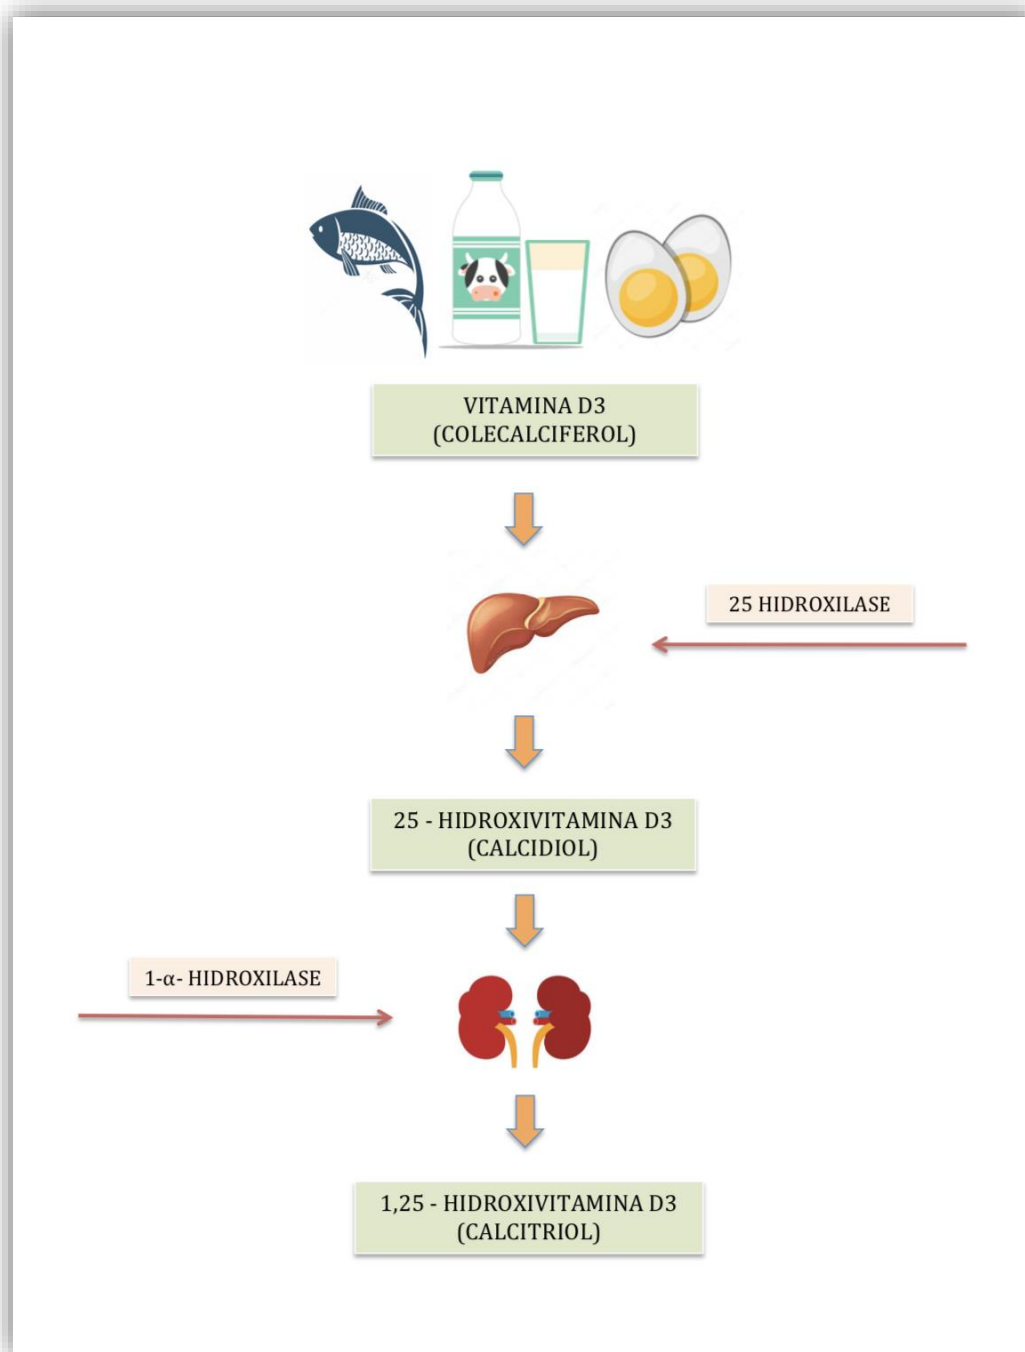 VITAMINA D3
(COLECALCIFEROL)
25 HIDROXILASE
25 - HIDROXIVITAMINA D3
(CALCIDIOL)
1-α- HIDROXILASE
1,25 - HIDROXIVITAMINA D3
(CALCITRIOL)